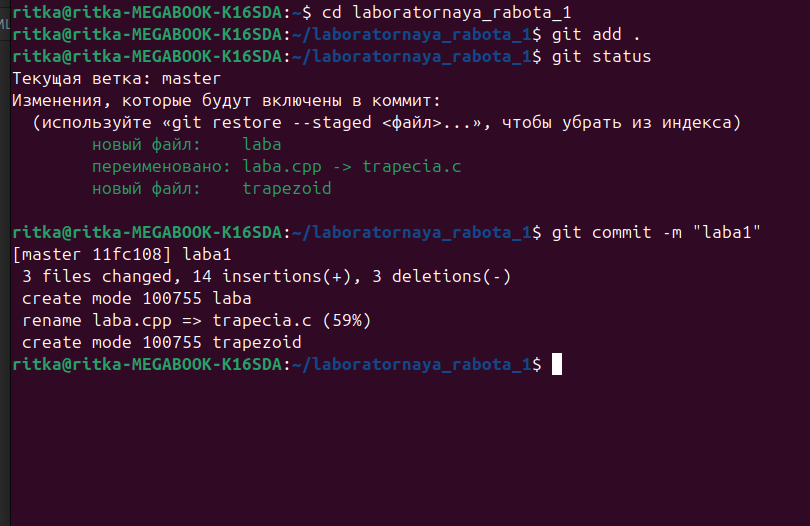 ritka@ritka-MEGABOOK-K16SDA:~$ cd laboratornaya_rabota_1
ritka@ritka-MEGABOOK-K16SDA:~/laboratornaya_rabota_1$ git add .
ritka@ritka-MEGABOOK-K16SDA:~/laboratornaya_rabota_1$ git status
Текущая ветка: master
Изменения, которые будут включены в коммит:
  (используйте «git restore --staged <файл>...», чтобы убрать из индекса)
        новый файл:    laba
        переименовано: laba.cpp -> trapecia.c
        новый файл:    trapezoid

ritka@ritka-MEGABOOK-K16SDA:~/laboratornaya_rabota_1$ git commit -m "laba1"
[master 11fc108] laba1
 3 files changed, 14 insertions(+), 3 deletions(-)
 create mode 100755 laba
 rename laba.cpp => trapecia.c (59%)
 create mode 100755 trapezoid
ritka@ritka-MEGABOOK-K16SDA:~/laboratornaya_rabota_1$